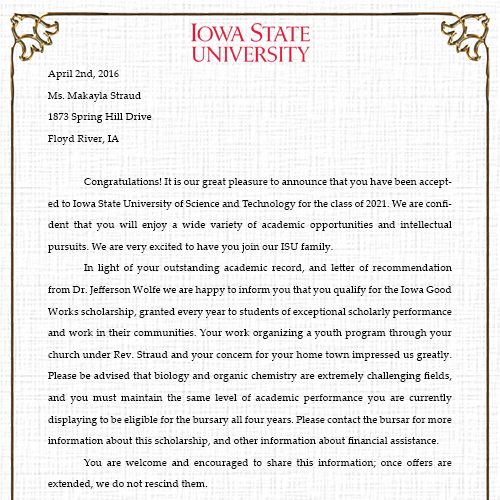 IOWA STATE
UNIVERSITY
April 2nd, 2016
Ms. Makayla Straud
1873 Spring Hill Drive
Floyd River, IA
Congratulations! It is our great pleasure to announce that you have been accept-
ed to Iowa State University of Science and Technology for the class of 2021. We are confi-
dent that you will enjoy a wide variety of academic opportunities and intellectual
pursuits. We are very excited to have you join our ISU family.
In light of your outstanding academic record, and letter of recommendation
from Dr. Jefferson Wolfe we are happy to inform you that you qualify for the Iowa Good
Works scholarship, granted every year to students of exceptional scholarly performance
and work in their communities. Your work organizing a youth program through your
church under Rev. Straud and your concern for your home town impressed us greatly.
Please be advised that biology and organic chemistry are extremely challenging fields,
and you must maintain the same level of academic performance you are currently
displaying to be eligible for the bursary all four years. Please contact the bursar for more
information about this scholarship, and other information about financial assistance.
You are welcome and encouraged to share this information; once offers are
extended, we do not rescind them.